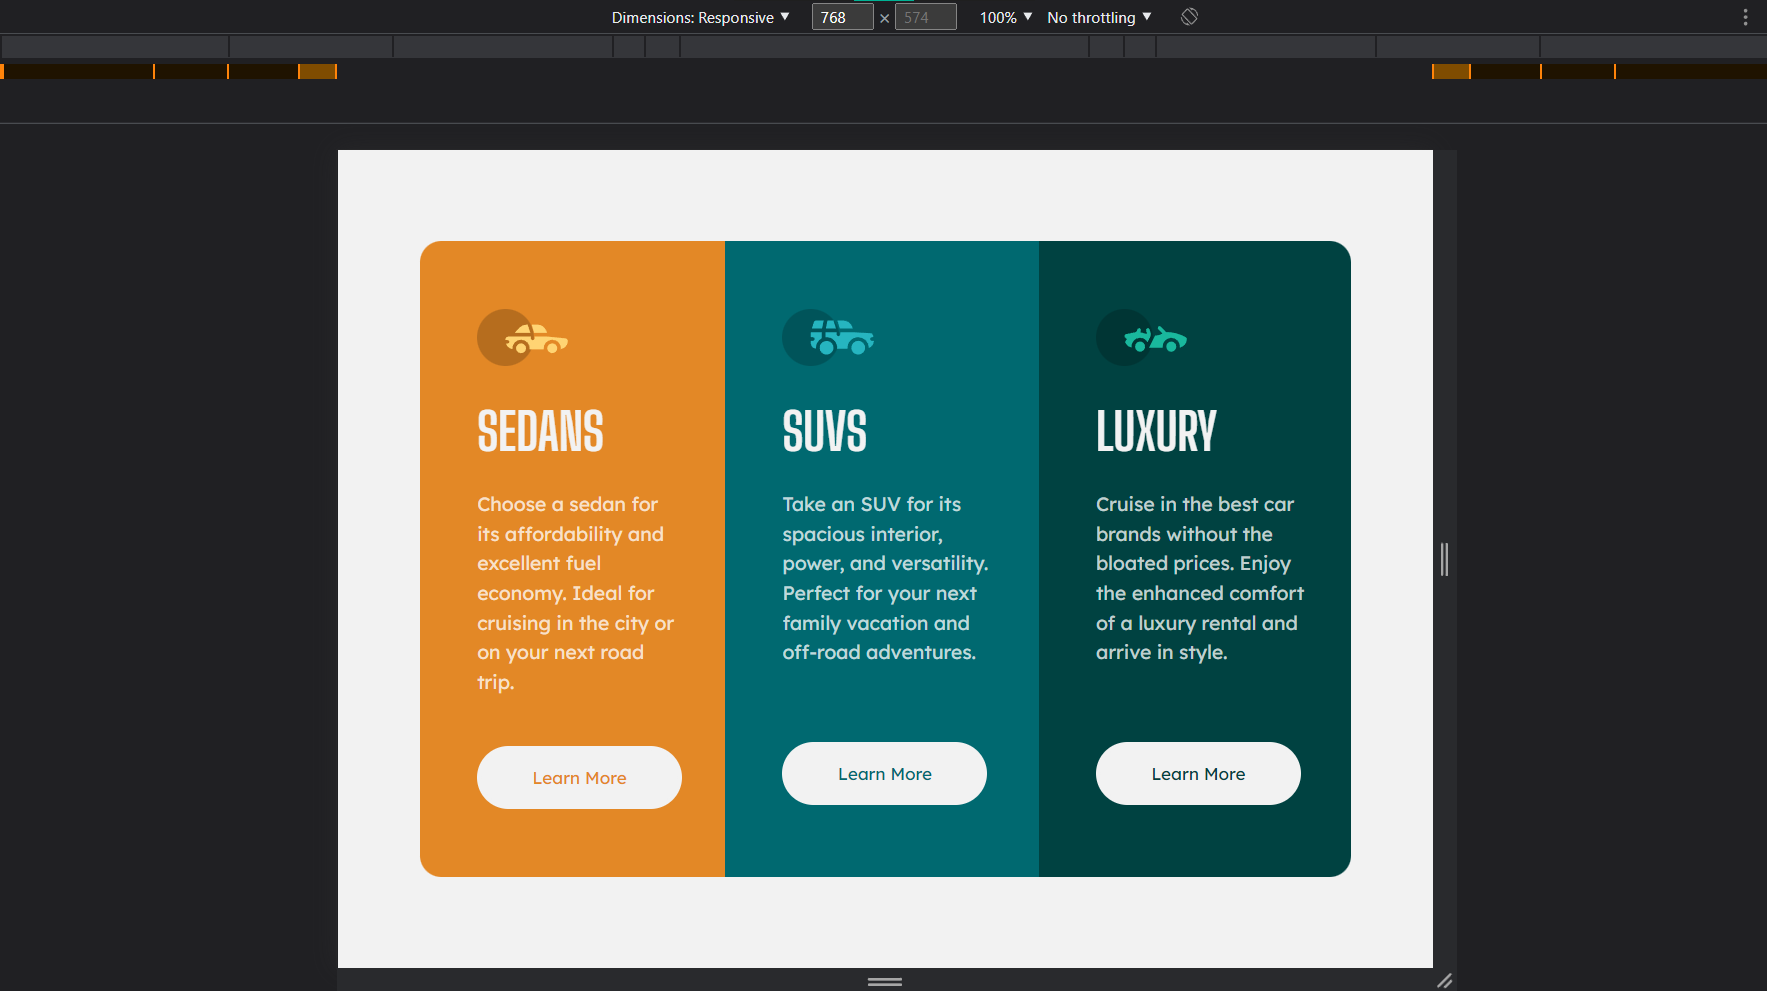 Dimensions: Responsive ▼ 768 × 574 100% ▼ No throttling ▼
SEDANS
Choose a sedan for
its affordability and
excellent fuel
economy. Ideal for
cruising in the city or
on your next road
trip.
Learn More
SUVS
Take an SUV for its
spacious interior,
power, and versatility.
Perfect for your next
family vacation and
off-road adventures.
Learn More
LUXURY
Cruise in the best car
brands without the
bloated prices. Enjoy
the enhanced comfort
of a luxury rental and
arrive in style.
Learn More